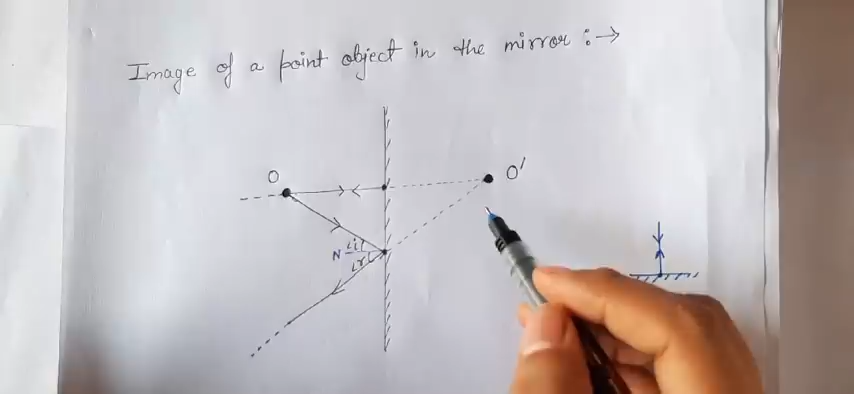 Image of a point object in the mirror :→
O
O'
N
∠i
∠r